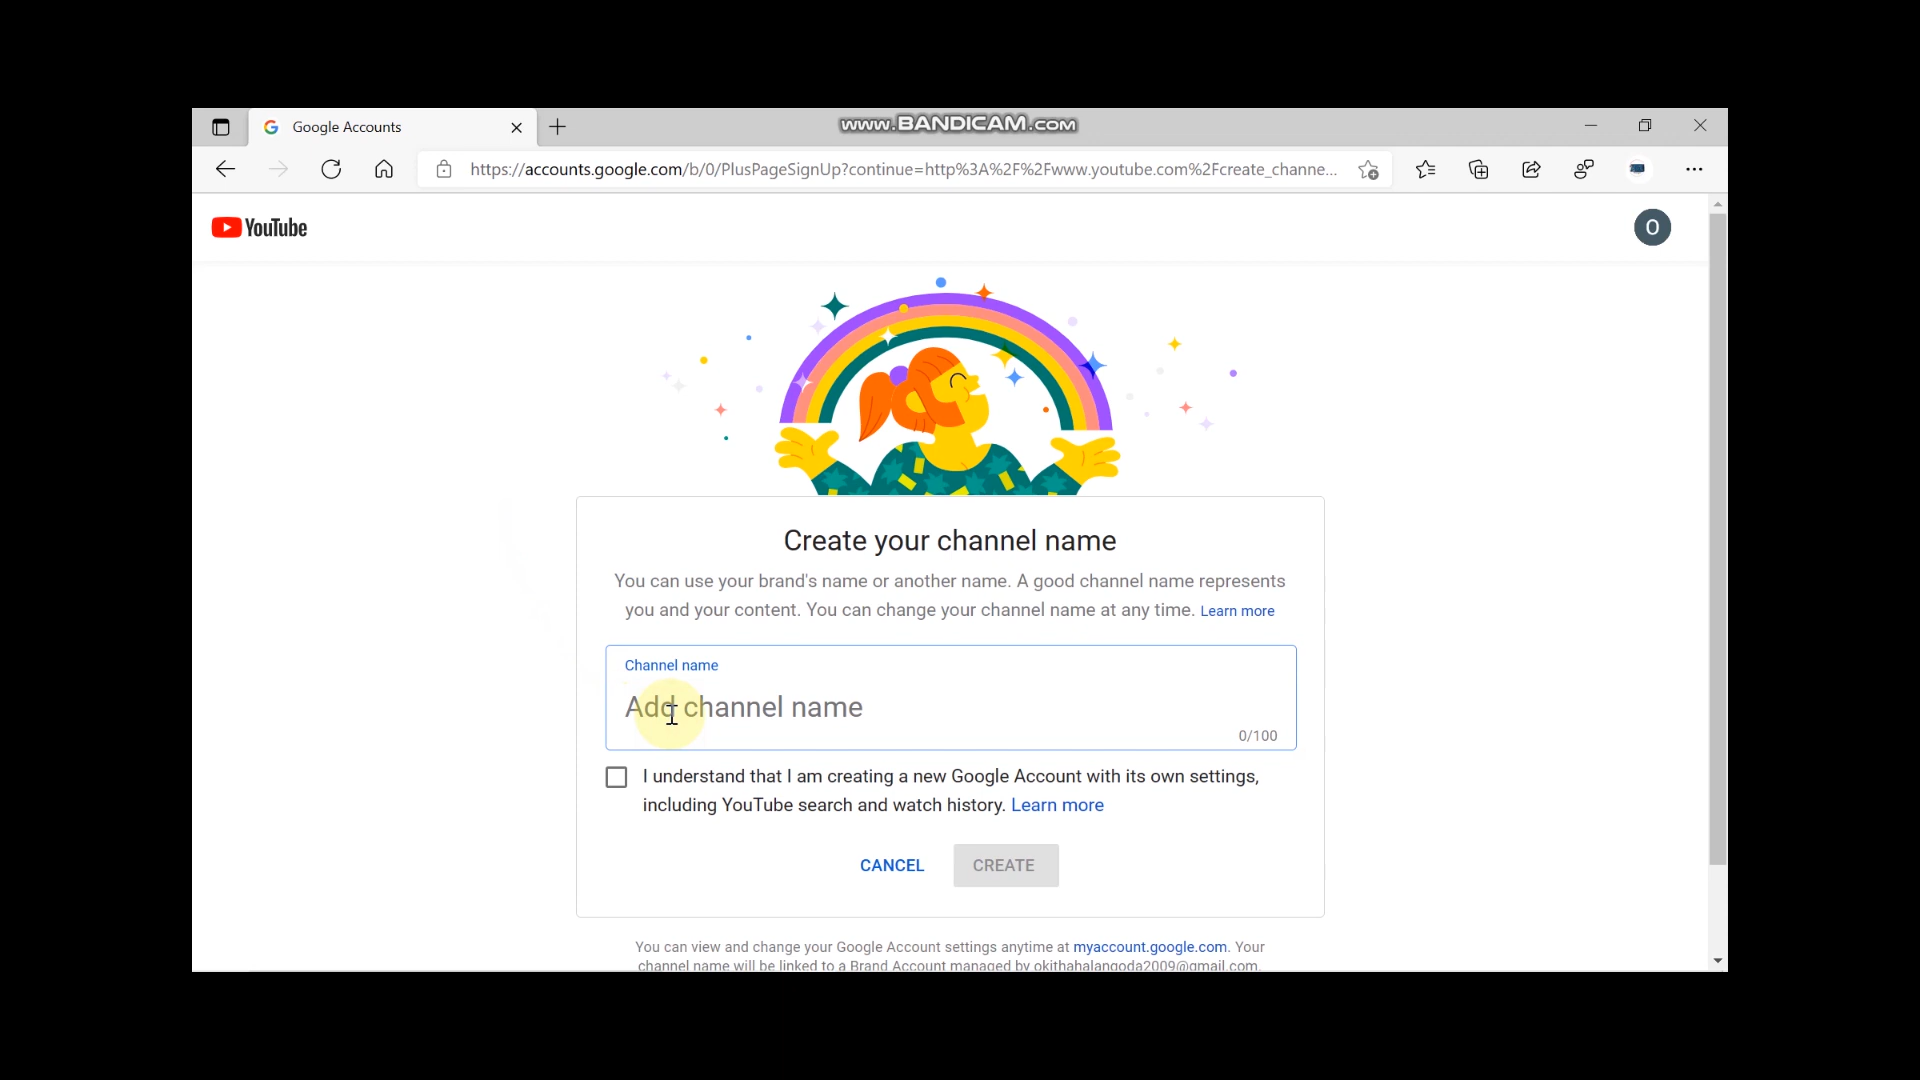 Google Accounts
www.BANDICAM.com
https://accounts.google.com/b/0/PlusPageSignUp?continue=http%3A%2F%2Fwww.youtube.com%2Fcreate_channe...
YouTube
O
Create your channel name
You can use your brand's name or another name. A good channel name represents
you and your content. You can change your channel name at any time. Learn more
Channel name
Add channel name
0/100
I understand that I am creating a new Google Account with its own settings,
including YouTube search and watch history. Learn more
CANCEL
CREATE
You can view and change your Google Account settings anytime at myaccount.google.com. Your
channel name will be linked to a Brand Account managed by okithahalangoda2009@gmail.com.